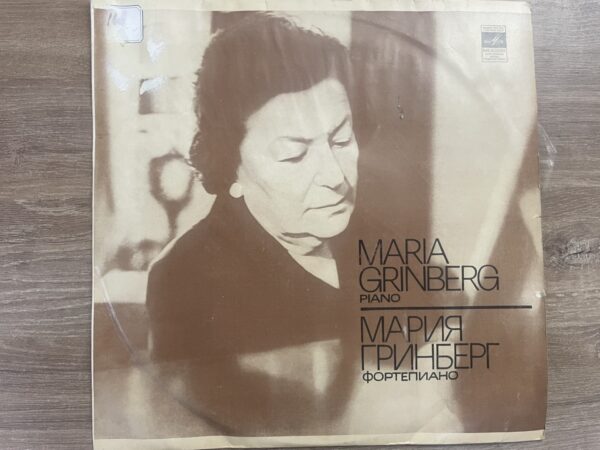 MARIA
GRINBERG
PIANO
МАРИЯ
ГРИНБЕРГ
ФОРТЕПИАНО